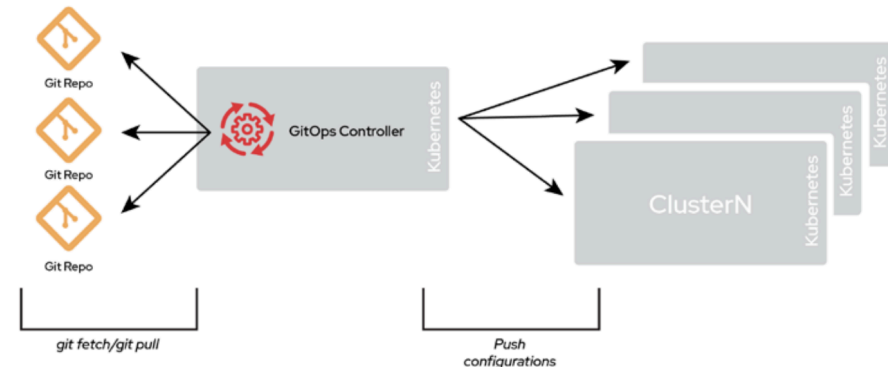 Git Repo
Git Repo
Git Repo
GitOps Controller
Kubernetes
Kubernetes
Kubernetes
ClusterN
Kubernetes
git fetch/git pull
Push
configurations